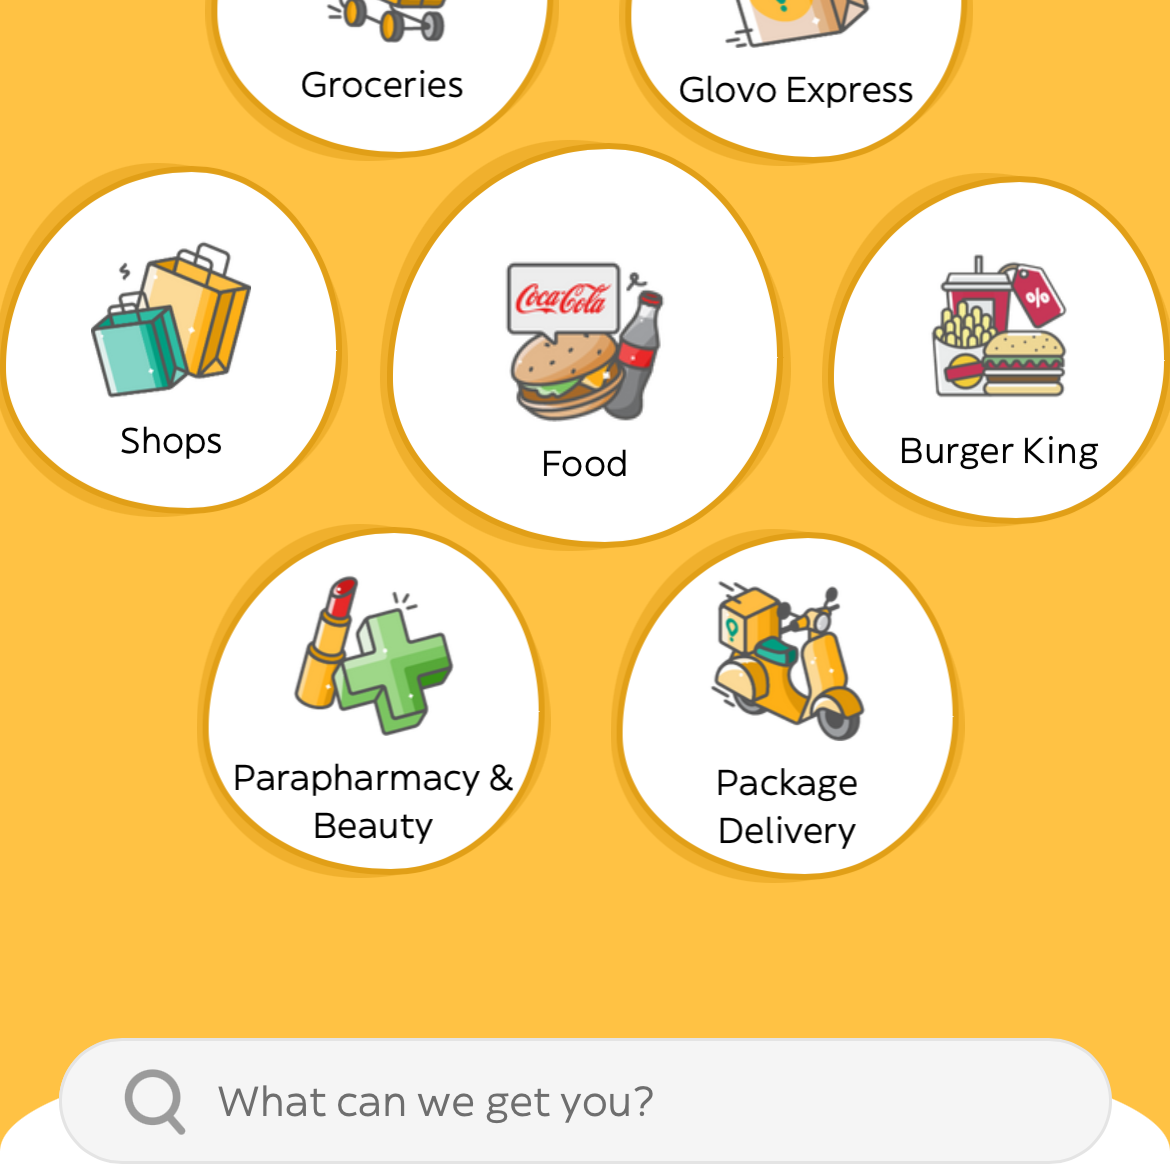 Groceries
Glovo Express
Shops
Coca-Cola
Food
%
Burger King
Parapharmacy &
Beauty
Package
Delivery
What can we get you?